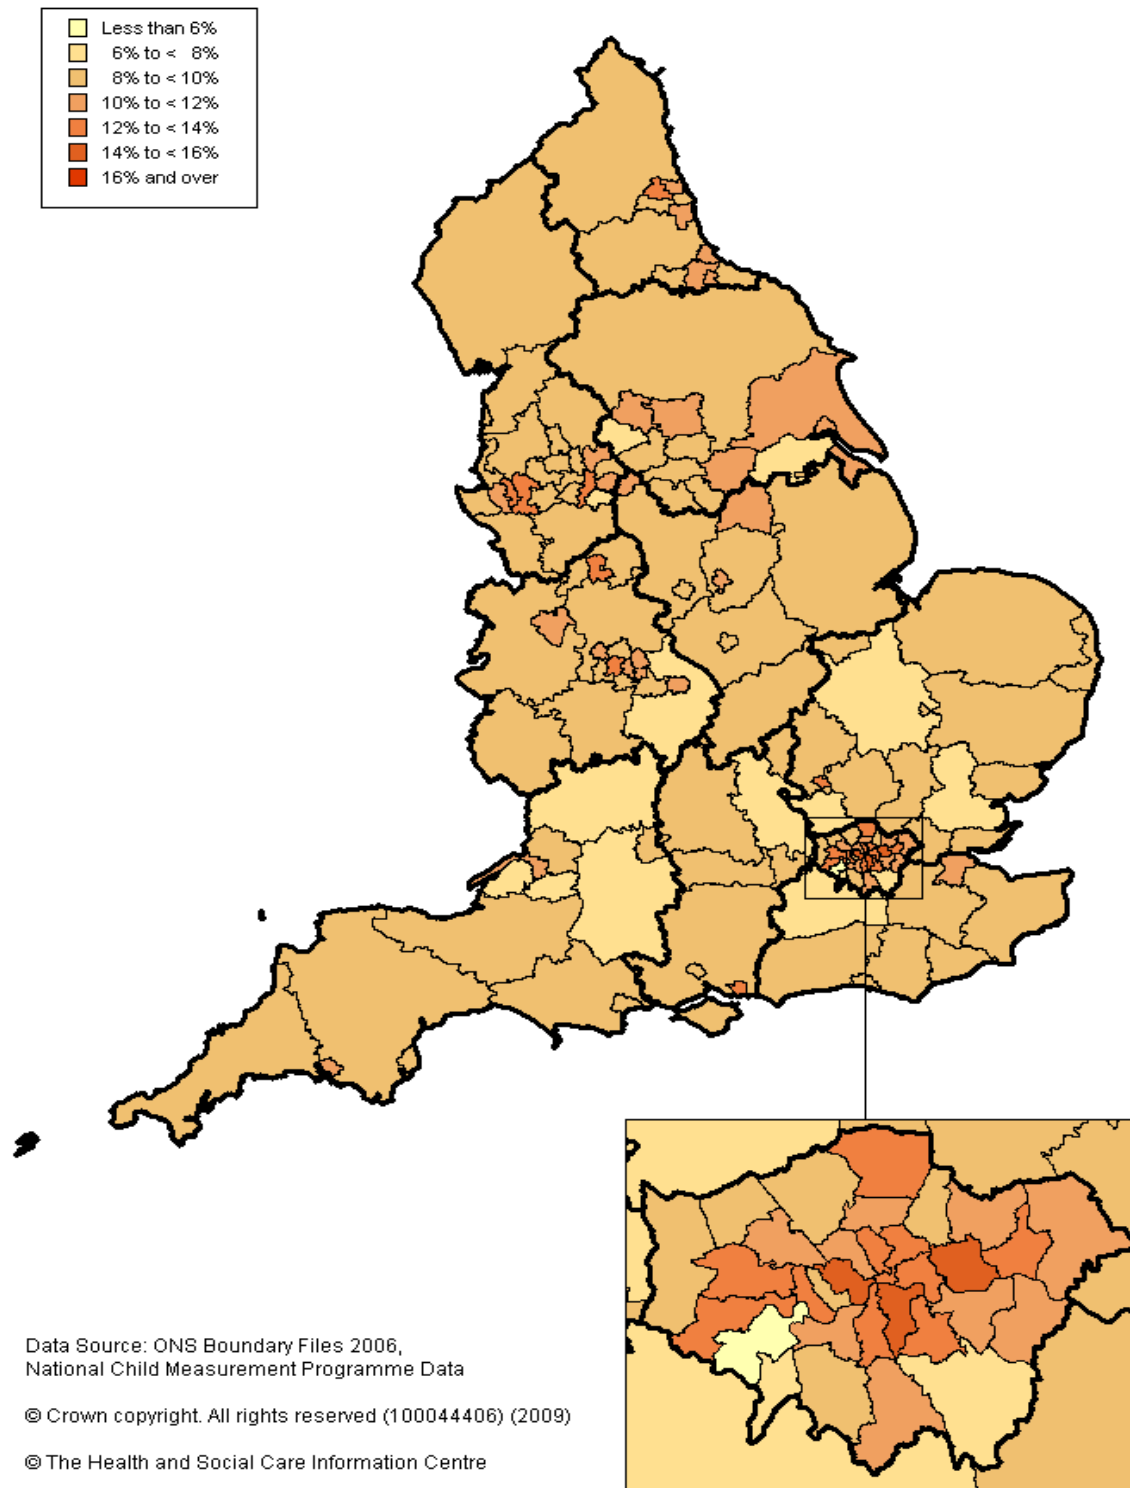 Less than 6%
6% to < 8%
8% to < 10%
10% to < 12%
12% to < 14%
14% to < 16%
16% and over
Data Source: ONS Boundary Files 2006,
National Child Measurement Programme Data
© Crown copyright. All rights reserved (100044406) (2009)
© The Health and Social Care Information Centre